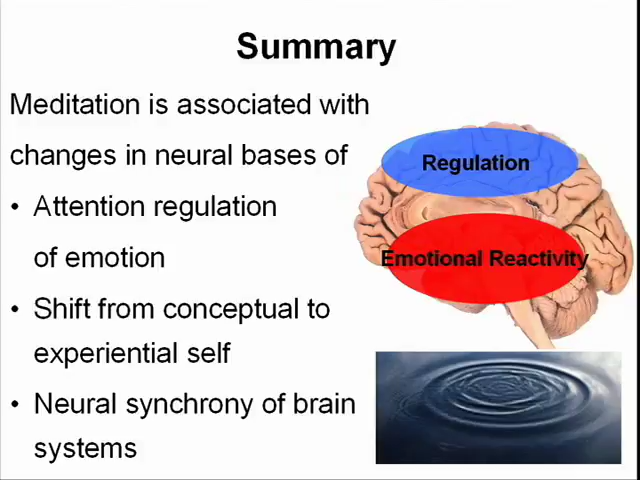 Summary
Meditation is associated with
changes in neural bases of
• Attention regulation
of emotion
• Shift from conceptual to
experiential self
• Neural synchrony of brain
systems
Regulation
Emotional Reactivity